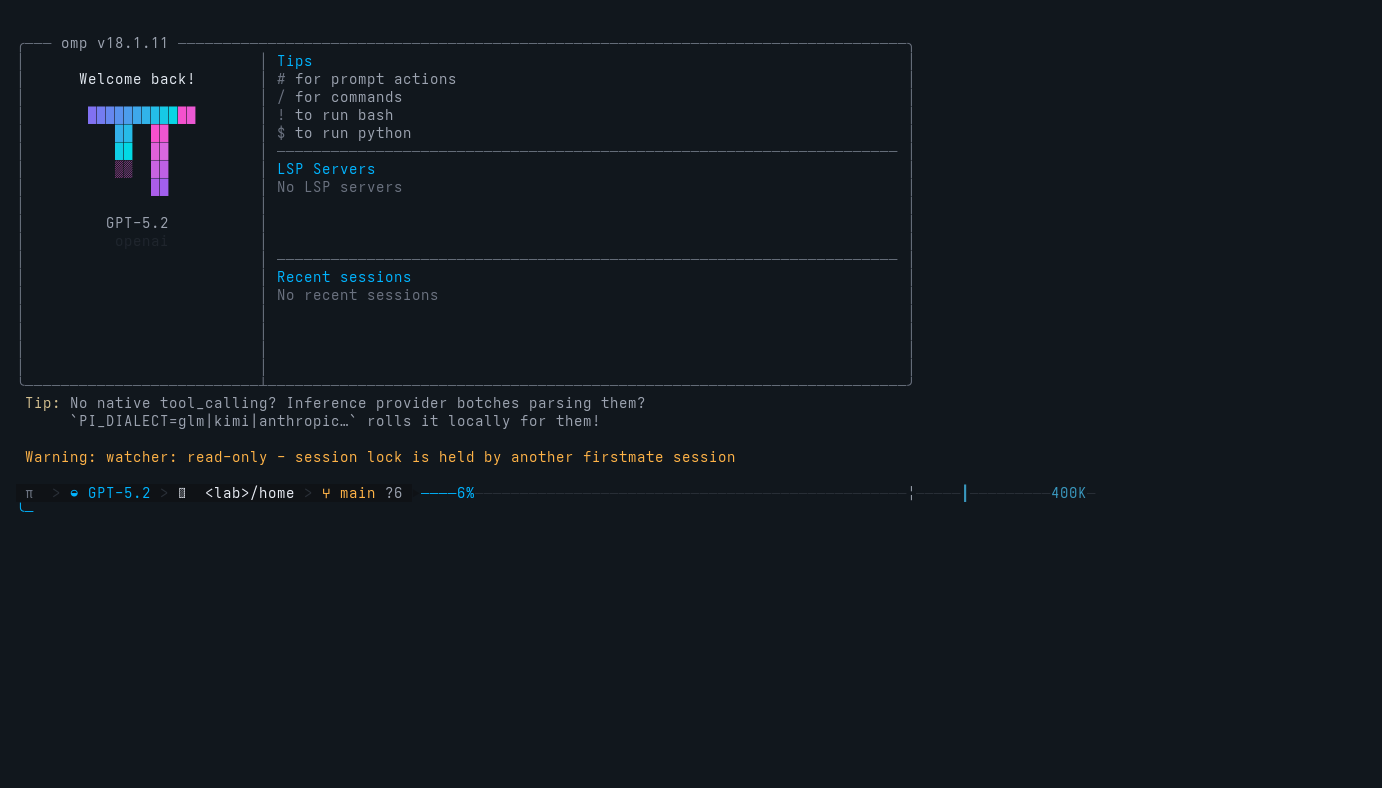 omp v18.1.11
Welcome back!
GPT-5.2
openai
Tips
# for prompt actions
/ for commands
! to run bash
$ to run python
LSP Servers
No LSP servers
Recent sessions
No recent sessions
Tip: No native tool_calling? Inference provider botches parsing them?
`PI_DIALECT=glm|kimi|anthropic…` rolls it locally for them!
Warning: watcher: read-only - session lock is held by another firstmate session
π > GPT-5.2 > <lab>/home > main ?6 6% 400K